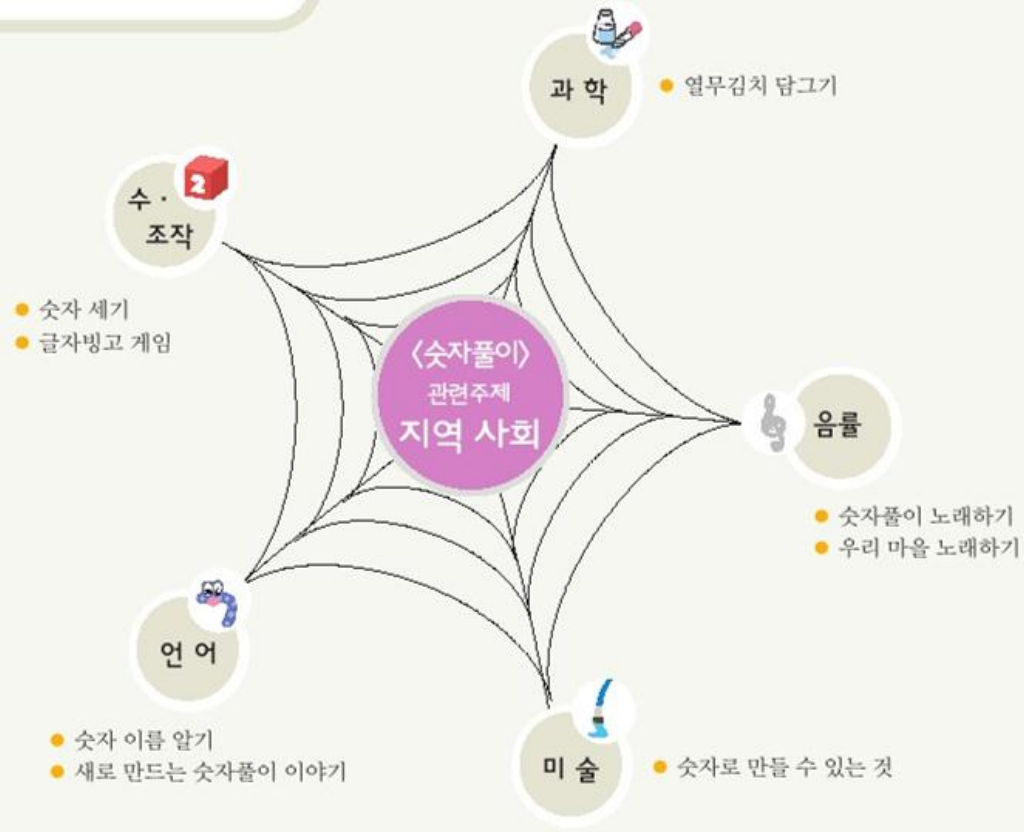 과 학
열무김치 담그기
수 ·
조작
2
숫자 세기
글자빙고 게임
〈숫자풀이〉
관련주제
지역 사회
음률
숫자풀이 노래하기
우리 마을 노래하기
언 어
숫자 이름 알기
새로 만드는 숫자풀이 이야기
미 술
숫자로 만들 수 있는 것